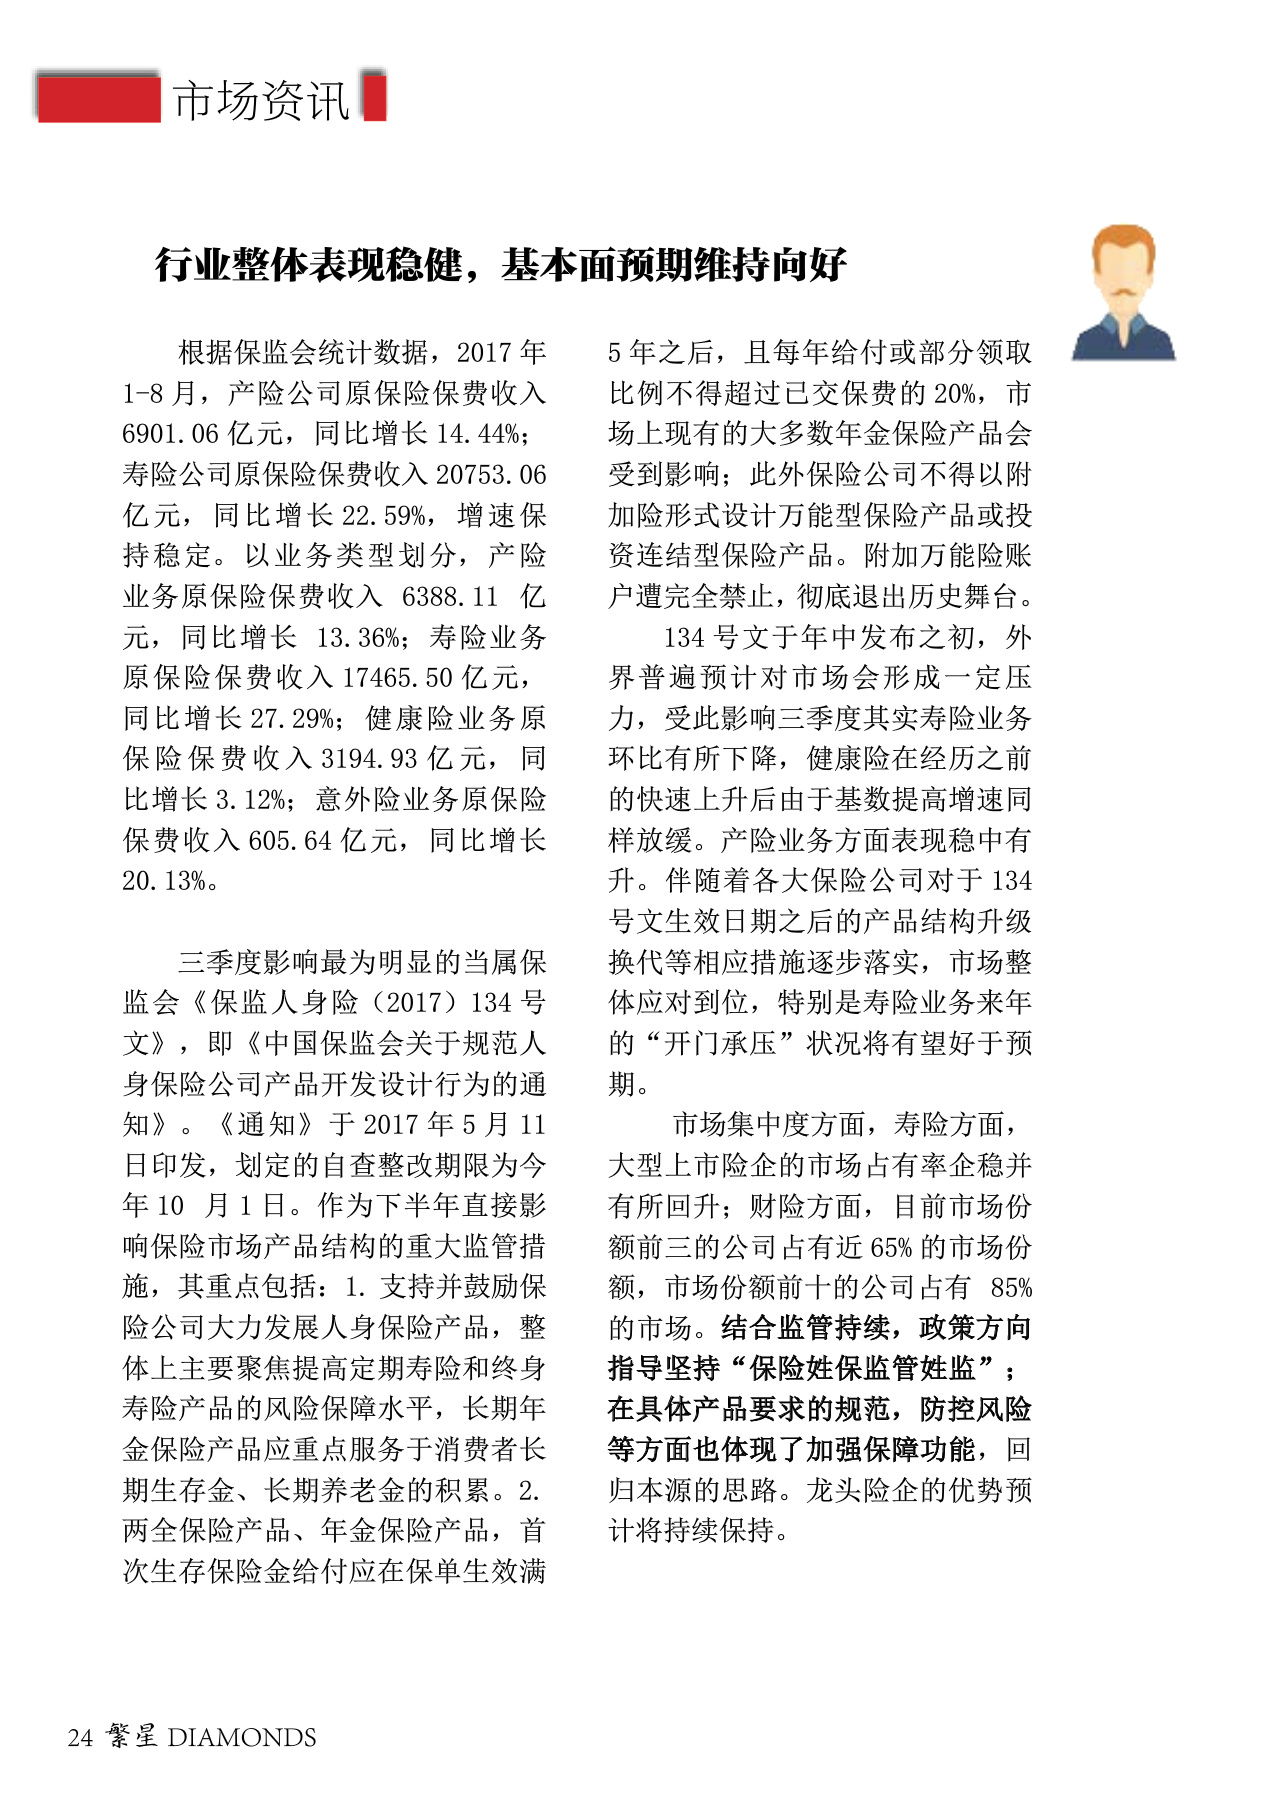 市场资讯
行业整体表现稳健，基本面预期维持向好
根据保监会统计数据，2017 年
1-8 月，产险公司原保险保费收入
6901.06 亿元，同比增长 14.44%；
寿险公司原保险保费收入 20753.06
亿元，同比增长 22.59%，增速保
持稳定。以业务类型划分，产险
业务原保险保费收入 6388.11 亿
元，同比增长 13.36%；寿险业务
原保险保费收入 17465.50 亿元，
同比增长 27.29%；健康险业务原
保险保费收入 3194.93 亿元，同
比增长 3.12%；意外险业务原保险
保费收入 605.64 亿元，同比增长
20.13%。
三季度影响最为明显的当属保
监会《保监人身险（2017）134 号
文》，即《中国保监会关于规范人
身保险公司产品开发设计行为的通
知》。《通知》于 2017 年 5 月 11
日印发，划定的自查整改期限为今
年 10 月 1 日。作为下半年直接影
响保险市场产品结构的重大监管措
施，其重点包括：1. 支持并鼓励保
险公司大力发展人身保险产品，整
体上主要聚焦提高定期寿险和终身
寿险产品的风险保障水平，长期年
金保险产品应重点服务于消费者长
期生存金、长期养老金的积累。2.
两全保险产品、年金保险产品，首
次生存保险金给付应在保单生效满
5 年之后，且每年给付或部分领取
比例不得超过已交保费的 20%，市
场上现有的大多数年金保险产品会
受到影响；此外保险公司不得以附
加险形式设计万能型保险产品或投
资连结型保险产品。附加万能险账
户遭完全禁止，彻底退出历史舞台。
134 号文于年中发布之初，外
界普遍预计对市场会形成一定压
力，受此影响三季度其实寿险业务
环比有所下降，健康险在经历之前
的快速上升后由于基数提高增速同
样放缓。产险业务方面表现稳中有
升。伴随着各大保险公司对于 134
号文生效日期之后的产品结构升级
换代等相应措施逐步落实，市场整
体应对到位，特别是寿险业务来年
的“开门承压”状况将有望好于预
期。
市场集中度方面，寿险方面，
大型上市险企的市场占有率企稳并
有所回升；财险方面，目前市场份
额前三的公司占有近 65% 的市场份
额，市场份额前十的公司占有 85%
的市场。结合监管持续，政策方向
指导坚持“保险姓保监管姓监”；
在具体产品要求的规范，防控风险
等方面也体现了加强保障功能，回
归本源的思路。龙头险企的优势预
计将持续保持。
24 繁星 DIAMONDS